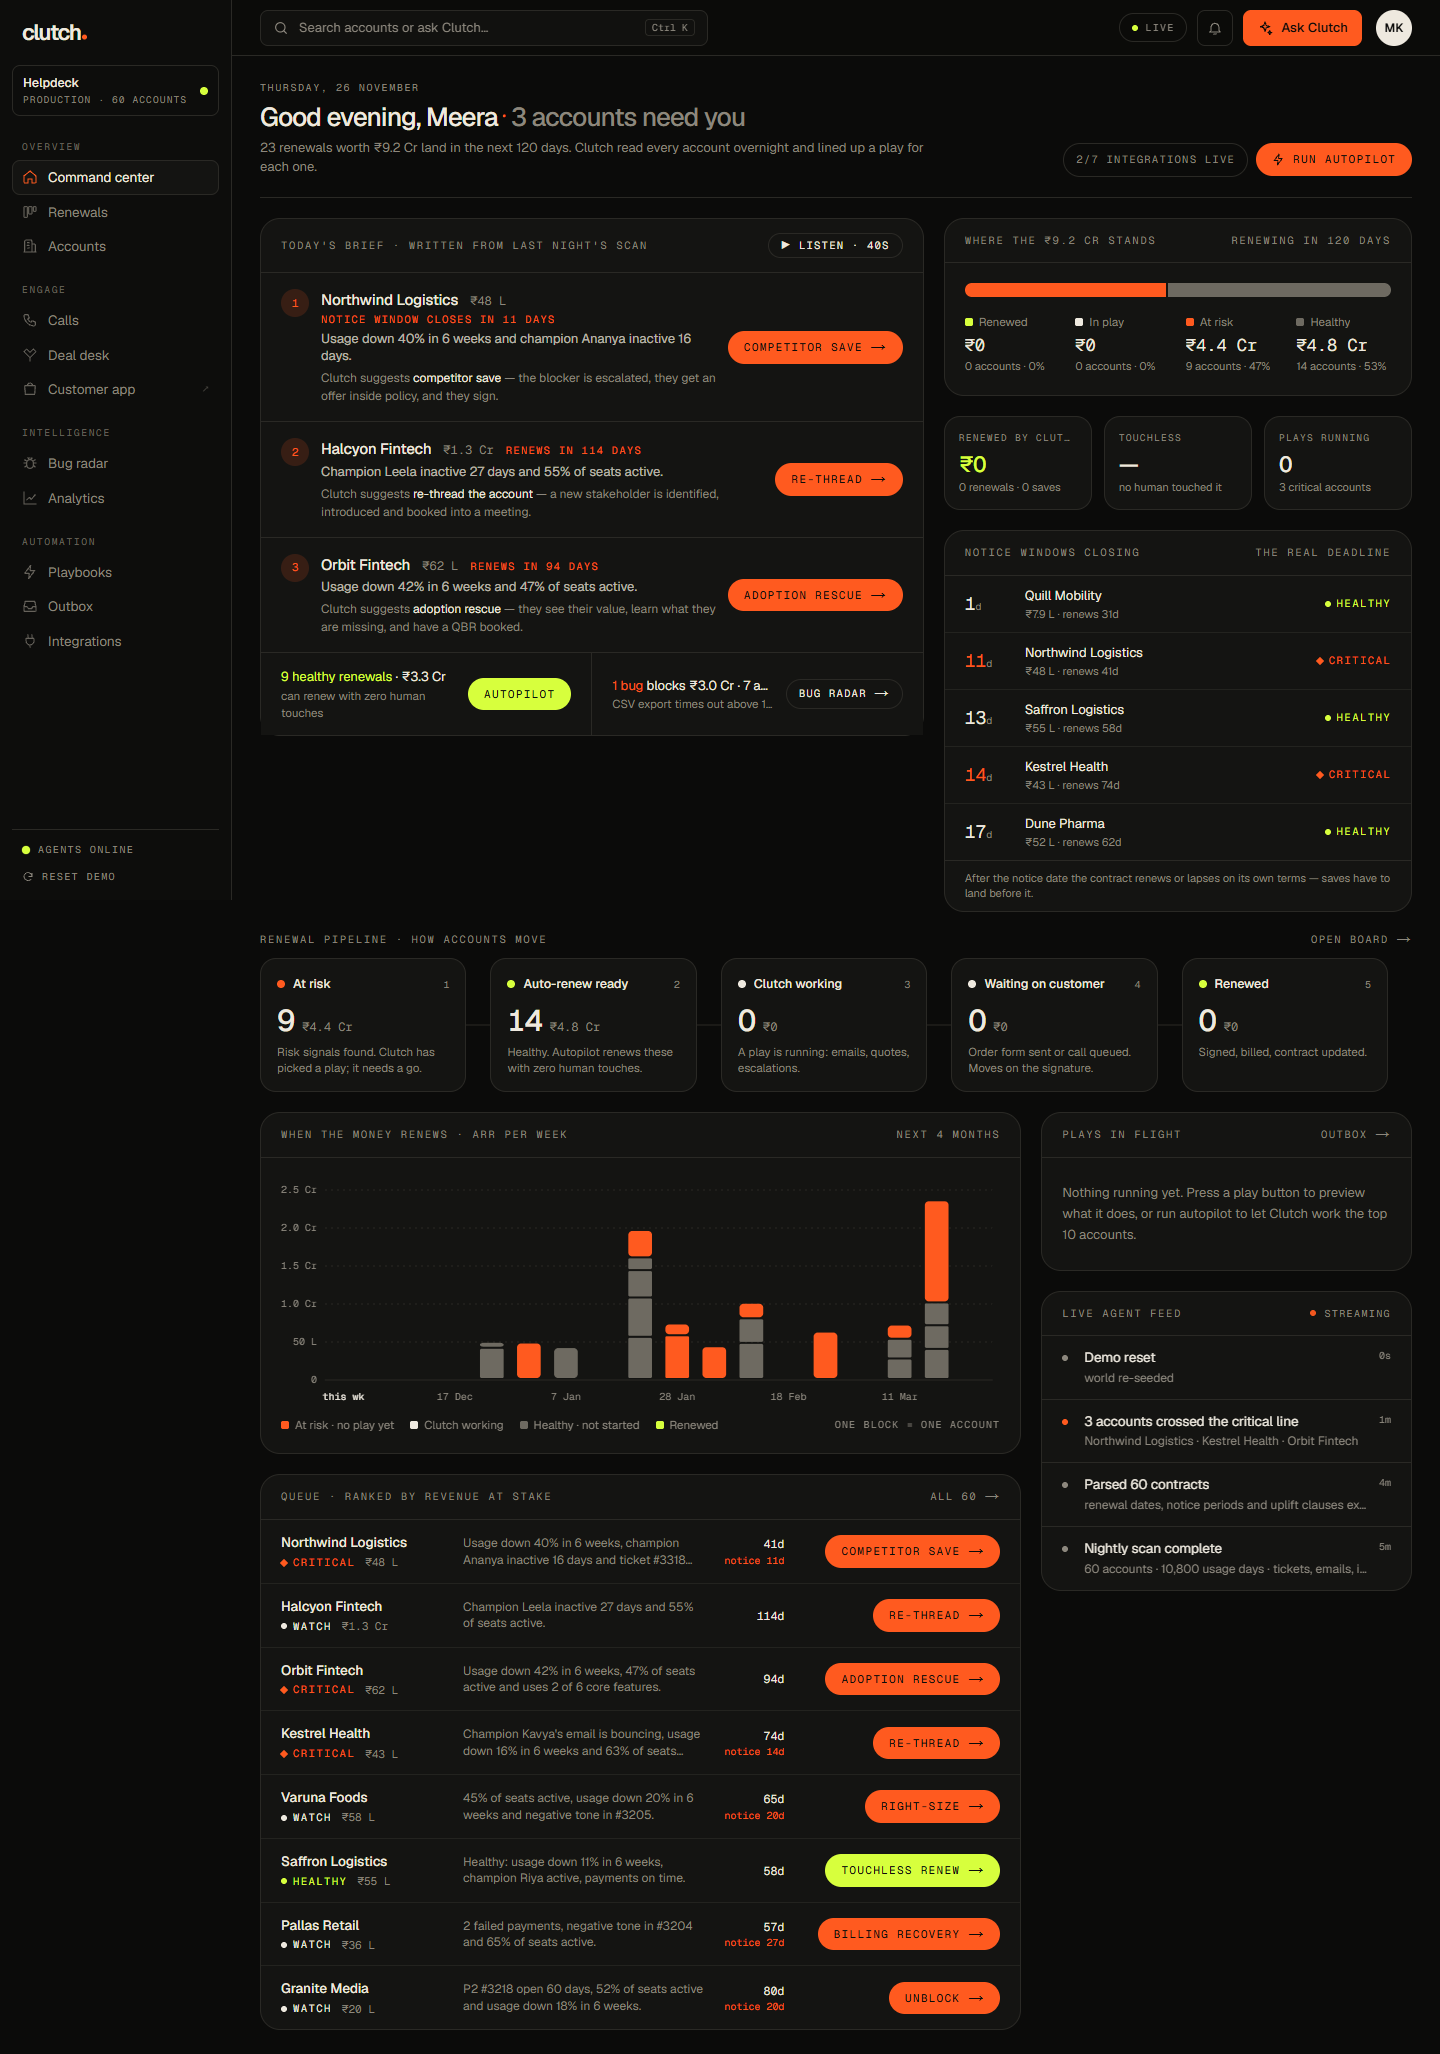 clutch.
Search accounts or ask Clutch...
Ctrl K
LIVE
Ask Clutch
MK
Helpdeck
PRODUCTION · 60 ACCOUNTS
OVERVIEW
Command center
Renewals
Accounts
ENGAGE
Calls
Deal desk
Customer app
INTELLIGENCE
Bug radar
Analytics
AUTOMATION
Playbooks
Outbox
Integrations
AGENTS ONLINE
RESET DEMO
THURSDAY, 26 NOVEMBER
Good evening, Meera · 3 accounts need you
23 renewals worth ₹9.2 Cr land in the next 120 days. Clutch read every account overnight and lined up a play for
each one.
2/7 INTEGRATIONS LIVE
RUN AUTOPILOT
TODAY'S BRIEF · WRITTEN FROM LAST NIGHT'S SCAN
LISTEN · 40S
1
Northwind Logistics ₹48 L
NOTICE WINDOW CLOSES IN 11 DAYS
Usage down 40% in 6 weeks and champion Ananya inactive 16
days.
Clutch suggests competitor save — the blocker is escalated, they get an
offer inside policy, and they sign.
COMPETITOR SAVE →
2
Halcyon Fintech ₹1.3 Cr RENEWS IN 114 DAYS
Champion Leela inactive 27 days and 55% of seats active.
Clutch suggests re-thread the account — a new stakeholder is identified,
introduced and booked into a meeting.
RE-THREAD →
3
Orbit Fintech ₹62 L RENEWS IN 94 DAYS
Usage down 42% in 6 weeks and 47% of seats active.
Clutch suggests adoption rescue — they see their value, learn what they
are missing, and have a QBR booked.
ADOPTION RESCUE →
9 healthy renewals · ₹3.3 Cr
can renew with zero human
touches
AUTOPILOT
1 bug blocks ₹3.0 Cr · 7 a...
CSV export times out above 1...
BUG RADAR →
WHERE THE ₹9.2 CR STANDS
RENEWING IN 120 DAYS
Renewed
₹0
0 accounts · 0%
In play
₹0
0 accounts · 0%
At risk
₹4.4 Cr
9 accounts · 47%
Healthy
₹4.8 Cr
14 accounts · 53%
RENEWED BY CLUT...
₹0
0 renewals · 0 saves
TOUCHLESS
—
no human touched it
PLAYS RUNNING
0
3 critical accounts
NOTICE WINDOWS CLOSING
THE REAL DEADLINE
1d
Quill Mobility
₹7.9 L · renews 31d
HEALTHY
11d
Northwind Logistics
₹48 L · renews 41d
CRITICAL
13d
Saffron Logistics
₹55 L · renews 58d
HEALTHY
14d
Kestrel Health
₹43 L · renews 74d
CRITICAL
17d
Dune Pharma
₹52 L · renews 62d
HEALTHY
After the notice date the contract renews or lapses on its own terms — saves have to
land before it.
RENEWAL PIPELINE · HOW ACCOUNTS MOVE
OPEN BOARD →
At risk 1
9 ₹4.4 Cr
Risk signals found. Clutch has
picked a play; it needs a go.
Auto-renew ready 2
14 ₹4.8 Cr
Healthy. Autopilot renews these
with zero human touches.
Clutch working 3
0 ₹0
A play is running: emails, quotes,
escalations.
Waiting on customer 4
0 ₹0
Order form sent or call queued.
Moves on the signature.
Renewed 5
0 ₹0
Signed, billed, contract updated.
WHEN THE MONEY RENEWS · ARR PER WEEK
NEXT 4 MONTHS
2.5 Cr
2.0 Cr
1.5 Cr
1.0 Cr
50 L
0
this wk 17 Dec 7 Jan 28 Jan 18 Feb 11 Mar
At risk · no play yet Clutch working Healthy · not started Renewed
ONE BLOCK = ONE ACCOUNT
PLAYS IN FLIGHT
OUTBOX →
Nothing running yet. Press a play button to preview
what it does, or run autopilot to let Clutch work the top
10 accounts.
LIVE AGENT FEED
STREAMING
Demo reset 0s
world re-seeded
3 accounts crossed the critical line 1m
Northwind Logistics · Kestrel Health · Orbit Fintech
Parsed 60 contracts 4m
renewal dates, notice periods and uplift clauses ex...
Nightly scan complete 5m
60 accounts · 10,800 usage days · tickets, emails, i...
QUEUE · RANKED BY REVENUE AT STAKE
ALL 60 →
Northwind Logistics
CRITICAL ₹48 L
Usage down 40% in 6 weeks, champion
Ananya inactive 16 days and ticket #3318...
41d
notice 11d
COMPETITOR SAVE →
Halcyon Fintech
WATCH ₹1.3 Cr
Champion Leela inactive 27 days and 55%
of seats active.
114d
RE-THREAD →
Orbit Fintech
CRITICAL ₹62 L
Usage down 42% in 6 weeks, 47% of seats
active and uses 2 of 6 core features.
94d
ADOPTION RESCUE →
Kestrel Health
CRITICAL ₹43 L
Champion Kavya's email is bouncing, usage
down 16% in 6 weeks and 63% of seats...
74d
notice 14d
RE-THREAD →
Varuna Foods
WATCH ₹58 L
45% of seats active, usage down 20% in 6
weeks and negative tone in #3205.
65d
notice 20d
RIGHT-SIZE →
Saffron Logistics
HEALTHY ₹55 L
Healthy: usage down 11% in 6 weeks,
champion Riya active, payments on time.
58d
TOUCHLESS RENEW →
Pallas Retail
WATCH ₹36 L
2 failed payments, negative tone in #3204
and 65% of seats active.
57d
notice 27d
BILLING RECOVERY →
Granite Media
WATCH ₹20 L
P2 #3218 open 60 days, 52% of seats active
and usage down 18% in 6 weeks.
80d
notice 20d
UNBLOCK →